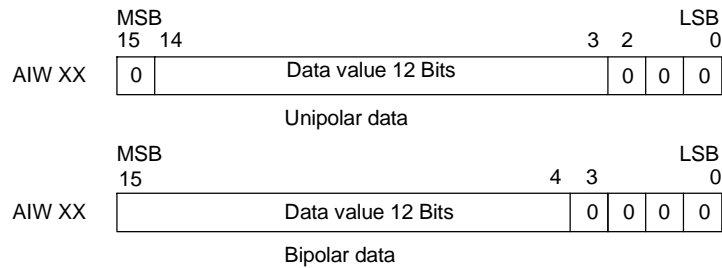 MSB LSB
15 14 3 2 0
AIW XX 0 Data value 12 Bits 0 0 0
Unipolar data
MSB LSB
15 4 3 0
AIW XX Data value 12 Bits 0 0 0 0
Bipolar data